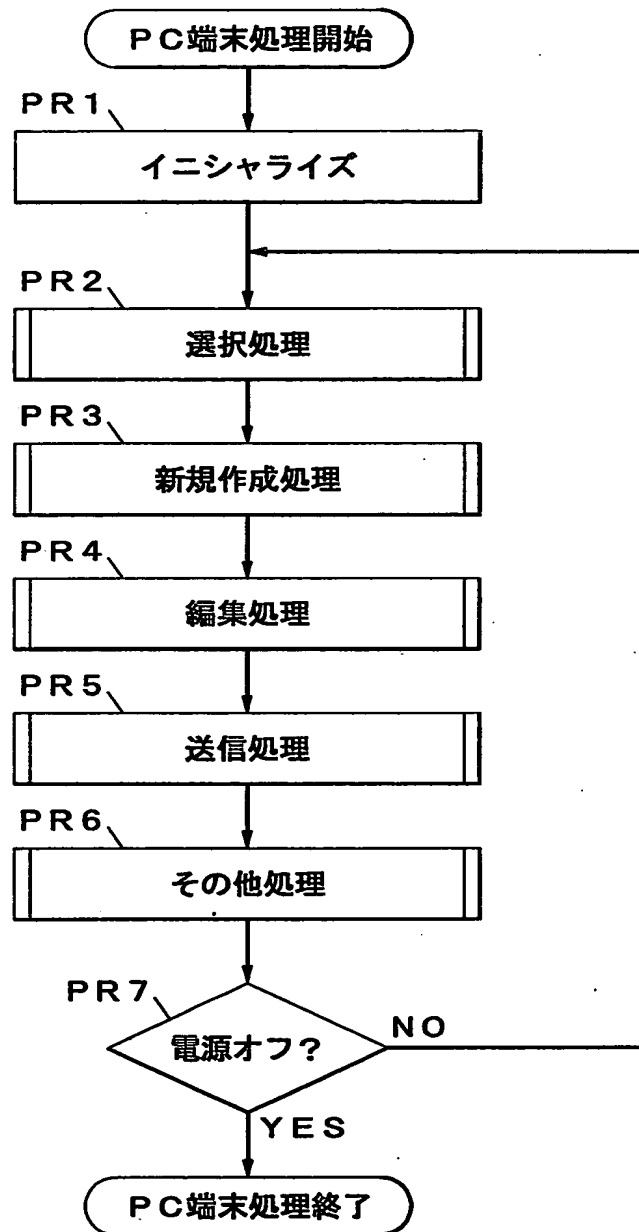 PC端末処理開始
PR1
イニシャライズ
PR2
選択処理
PR3
新規作成処理
PR4
編集処理
PR5
送信処理
PR6
その他処理
PR7
電源オフ?
NO
YES
PC端末処理終了